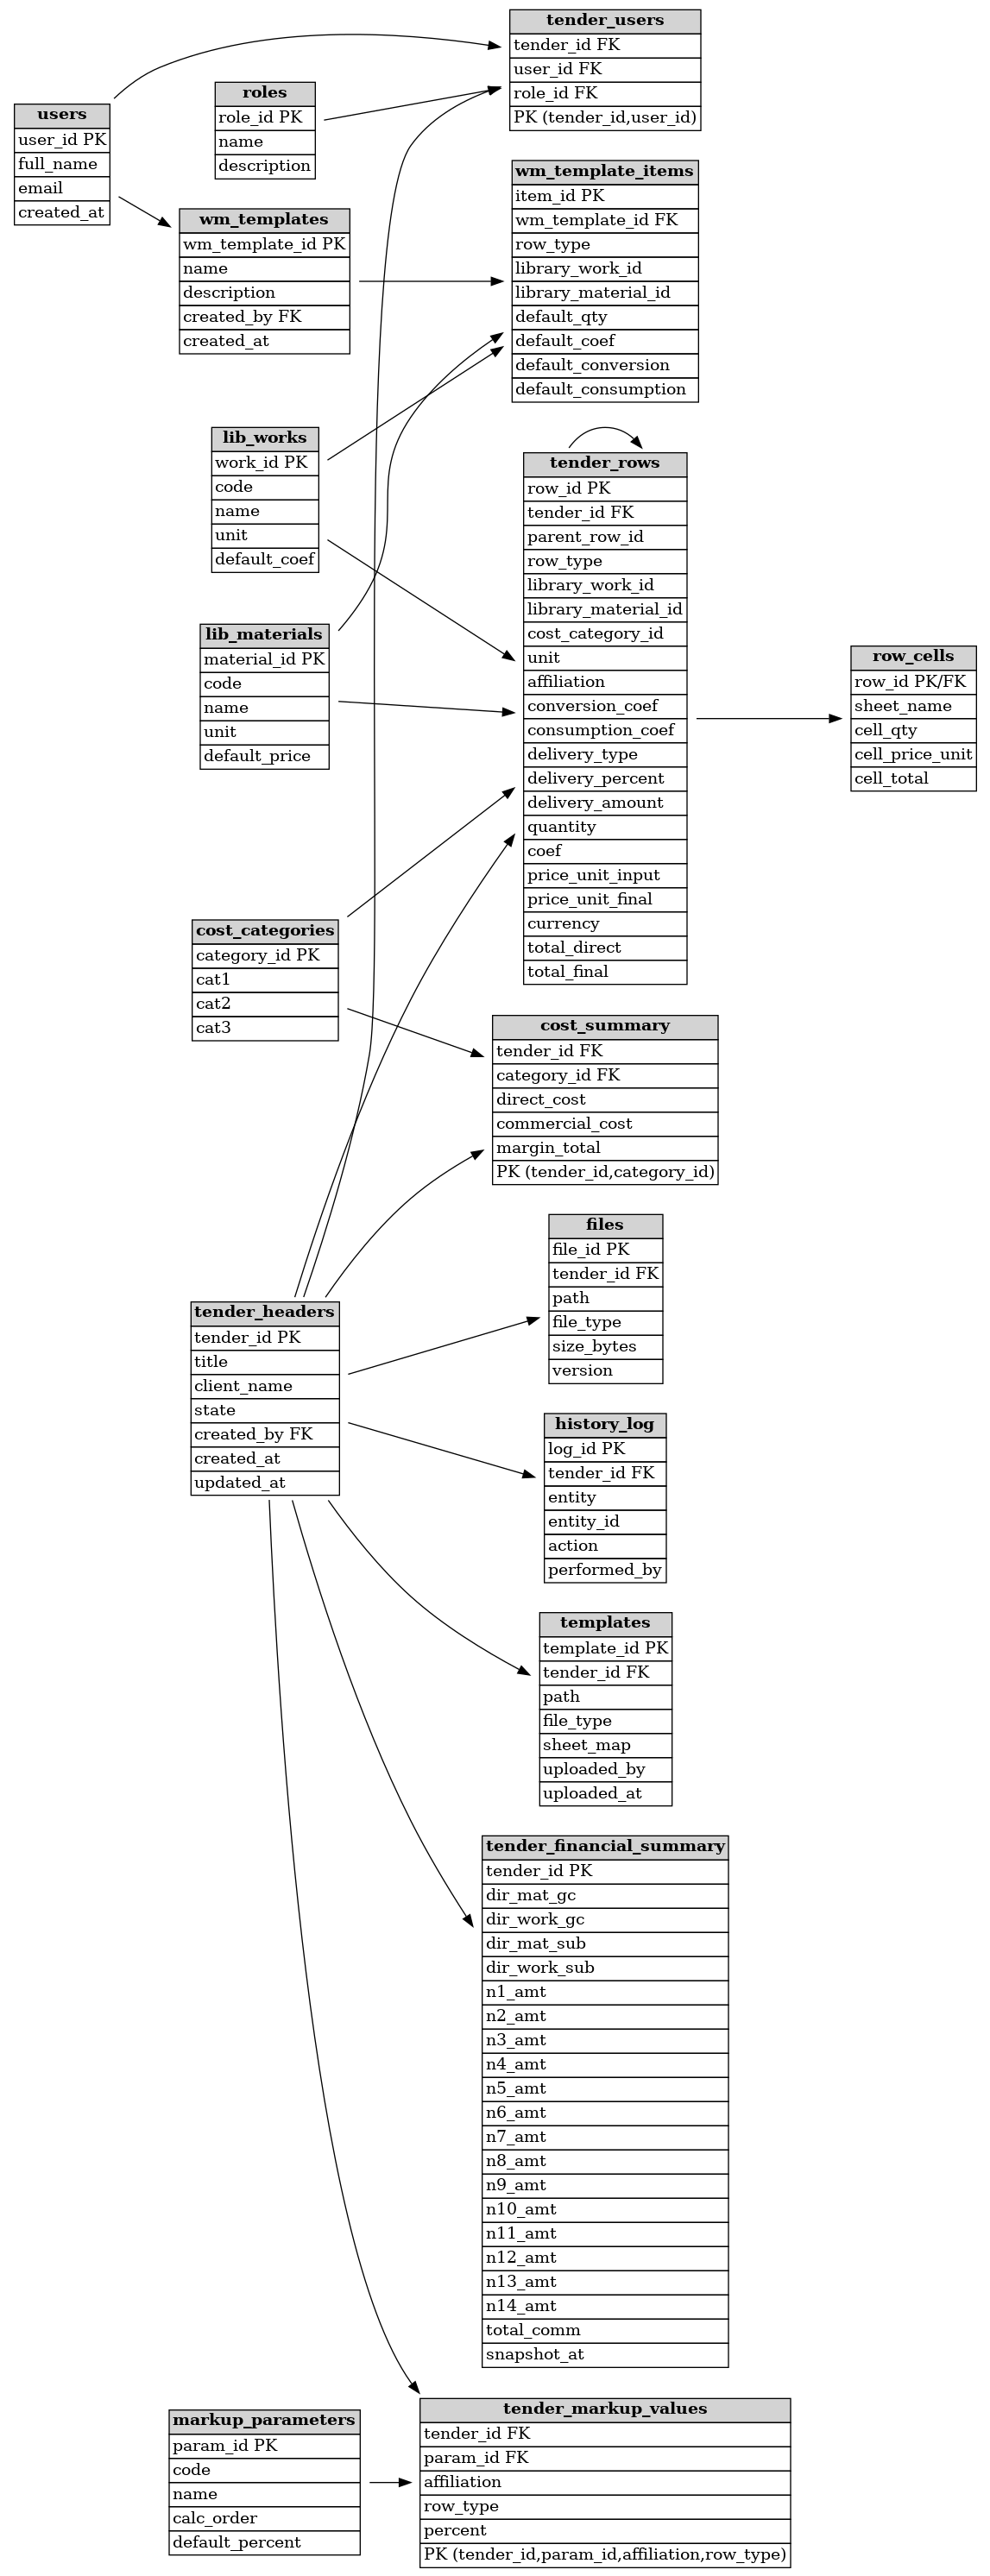 tender_users
tender_id FK
user_id FK
role_id FK
PK (tender_id,user_id)
roles
role_id PK
name
description
users
user_id PK
full_name
email
created_at
wm_template_items
item_id PK
wm_template_id FK
row_type
library_work_id
library_material_id
default_qty
default_coef
default_conversion
default_consumption
wm_templates
wm_template_id PK
name
description
created_by FK
created_at
lib_works
work_id PK
code
name
unit
default_coef
tender_rows
row_id PK
tender_id FK
parent_row_id
row_type
library_work_id
library_material_id
cost_category_id
unit
affiliation
conversion_coef
consumption_coef
delivery_type
delivery_percent
delivery_amount
quantity
coef
price_unit_input
price_unit_final
currency
total_direct
total_final
lib_materials
material_id PK
code
name
unit
default_price
row_cells
row_id PK/FK
sheet_name
cell_qty
cell_price_unit
cell_total
cost_categories
category_id PK
cat1
cat2
cat3
cost_summary
tender_id FK
category_id FK
direct_cost
commercial_cost
margin_total
PK (tender_id,category_id)
files
file_id PK
tender_id FK
path
file_type
size_bytes
version
tender_headers
tender_id PK
title
client_name
state
created_by FK
created_at
updated_at
history_log
log_id PK
tender_id FK
entity
entity_id
action
performed_by
templates
template_id PK
tender_id FK
path
file_type
sheet_map
uploaded_by
uploaded_at
tender_financial_summary
tender_id PK
dir_mat_gc
dir_work_gc
dir_mat_sub
dir_work_sub
n1_amt
n2_amt
n3_amt
n4_amt
n5_amt
n6_amt
n7_amt
n8_amt
n9_amt
n10_amt
n11_amt
n12_amt
n13_amt
n14_amt
total_comm
snapshot_at
markup_parameters
param_id PK
code
name
calc_order
default_percent
tender_markup_values
tender_id FK
param_id FK
affiliation
row_type
percent
PK (tender_id,param_id,affiliation,row_type)